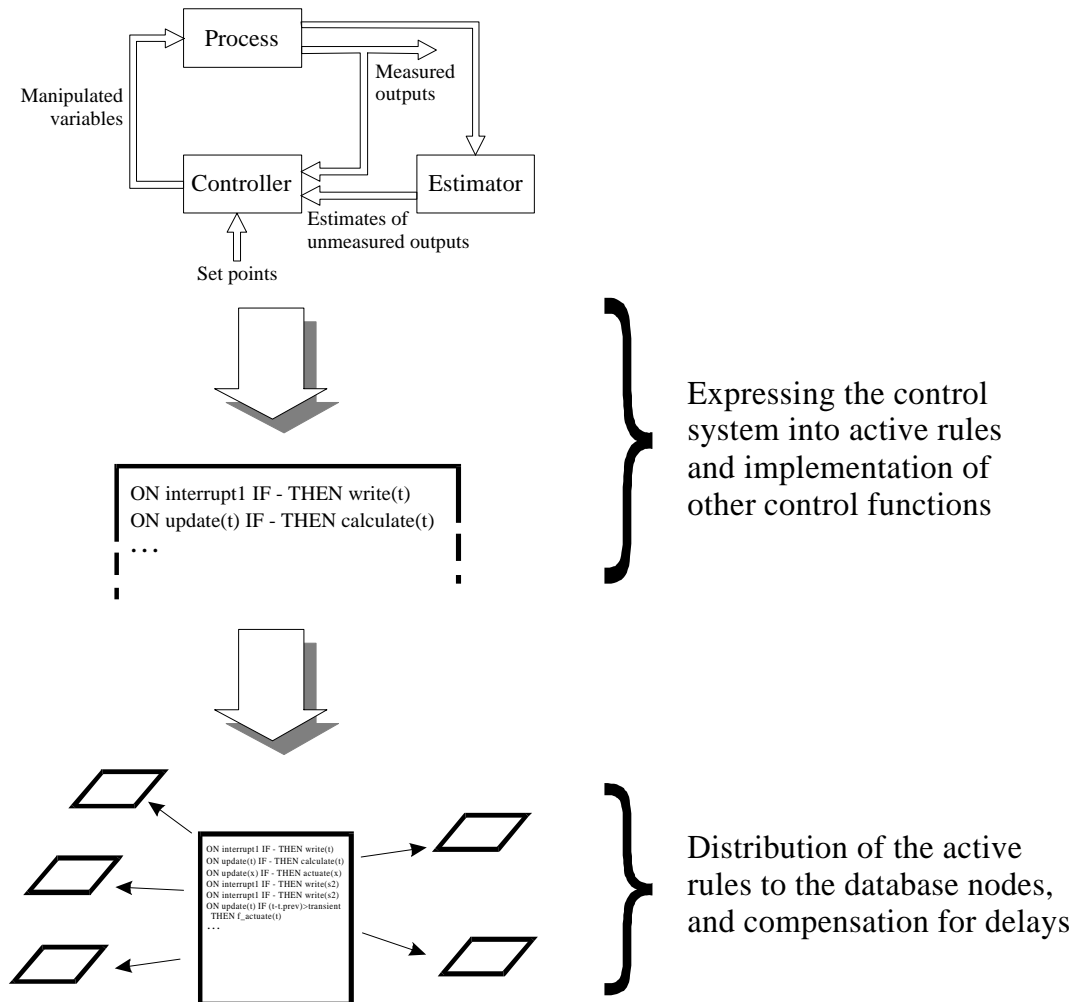 Process
Measured
outputs
Manipulated
variables
Controller
Estimator
Estimates of
unmeasured outputs
Set points
Expressing the control
system into active rules
and implementation of
other control functions
ON interrupt1 IF - THEN write(t)
ON update(t) IF - THEN calculate(t)
...
ON interrupt1 IF - THEN write(t)
ON update(t) IF - THEN calculate(t)
ON update(x) IF - THEN actuate(x)
ON interrupt1 IF - THEN write(s2)
ON interrupt1 IF - THEN write(s2)
ON update(t) IF (t-t.prev)>transient
THEN f_actuate(t)
...
Distribution of the active
rules to the database nodes,
and compensation for delays